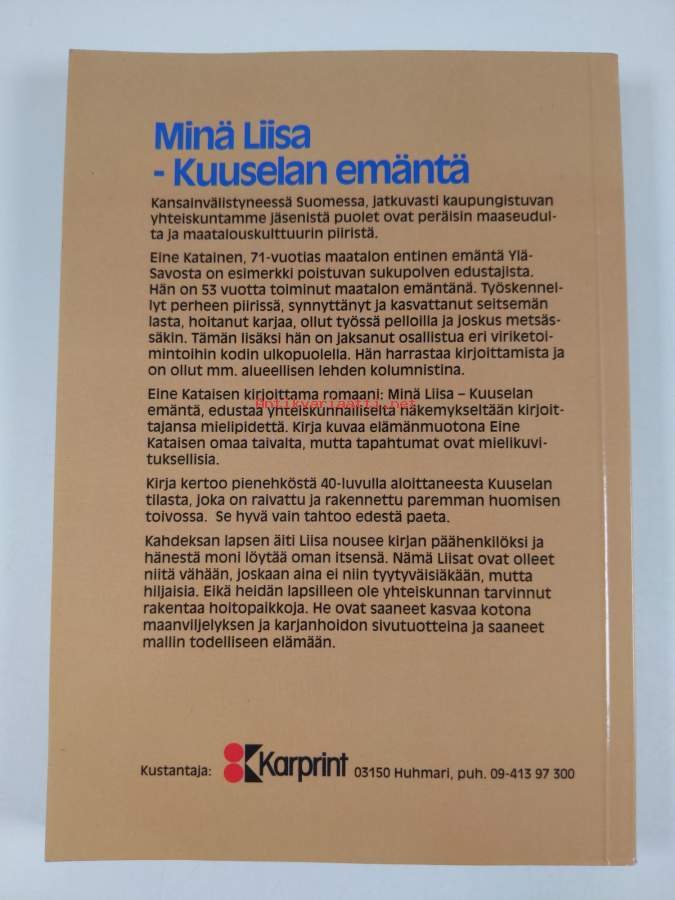 Minä Liisa
- Kuuselan emäntä
Kansainvälistyneessä Suomessa, jatkuvasti kaupungistuvan
yhteiskuntamme jäsenistä puolet ovat peräisin maaseudul-
ta ja maatalouskulttuurin piiristä.
Eine Katainen, 71-vuotias maatalon entinen emäntä Ylä-
Savosta on esimerkki poistuvan sukupolven edustajista.
Hän on 53 vuotta toiminut maatalon emäntänä. Työskennel-
lyt perheen piirissä, synnyttänyt ja kasvattanut seitsemän
lasta, hoitanut karjaa, ollut työssä pelloilla ja joskus metsäs-
säkin. Tämän lisäksi hän on jaksanut osallistua eri viriketoi-
mintoihin kodin ulkopuolella. Hän harrastaa kirjoittamista ja
on ollut mm. alueellisen lehden kolumnistina.
Eine Kataisen kirjoittama romaani: Minä Liisa – Kuuselan
Hotikvariaatti.net
emäntä, edustaa yhteiskunnalliselta näkemykseltään kirjoit-
tajansa mielipidettä. Kirja kuvaa elämänmuotona Eine
Kataisen omaa taivalta, mutta tapahtumat ovat mielikuvi-
tuksellisia.
Kirja kertoo pienehköstä 40-luvulla aloittaneesta Kuuselan
tilasta, joka on raivattu ja rakennettu paremman huomisen
toivossa. Se hyvä vain tahtoo edestä paeta.
Kahdeksan lapsen äiti Liisa nousee kirjan päähenkilöksi ja
hänestä moni löytää oman itsensä. Nämä Liisat ovat olleet
niitä vähään, joskaan aina ei niin tyytyväisiäkään, mutta
hiljaisia. Eikä heidän lapsilleen ole yhteiskunnan tarvinnut
rakentaa hoitopaikkoja. He ovat saaneet kasvaa kotona
maanviljelyksen ja karjanhoidon sivutuotteina ja saaneet
mallin todelliseen elämään.
Kustantaja: Karprint 03150 Huhmari, puh. 09-413 97 300